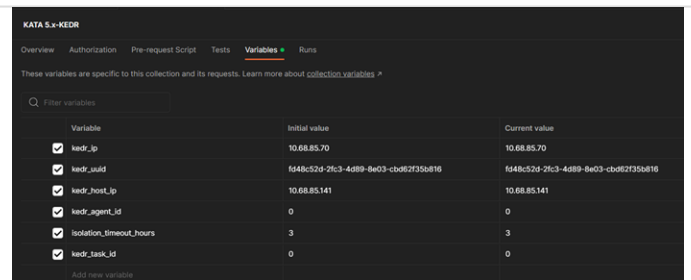 KATA 5.x-KEDR
Overview Authorization Pre-request Script Tests Variables Runs
These variables are specific to this collection and its requests. Learn more about collection variables ↗
Filter variables
Variable Initial value Current value
kedr_ip 10.68.85.70 10.68.85.70
kedr_uuid fd48c52d-2fc3-4d89-8e03-cbd62f35b816 fd48c52d-2fc3-4d89-8e03-cbd62f35b816
kedr_host_ip 10.68.85.141 10.68.85.141
kedr_agent_id 0 0
isolation_timeout_hours 3 3
kedr_task_id 0 0
Add new variable